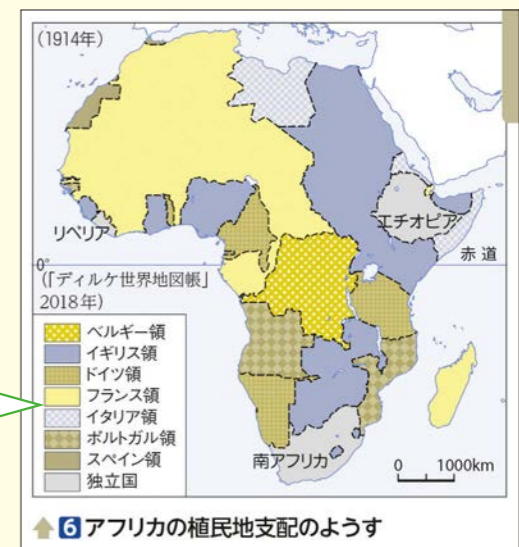 (1914年)
リベリア
エチオピア
赤道
0°
(「ディルケ世界地図帳」
2018年)
ベルギー領
イギリス領
ドイツ領
フランス領
イタリア領
ポルトガル領
スペイン領
独立国
南アフリカ
0 1000km
6 アフリカの植民地支配のようす